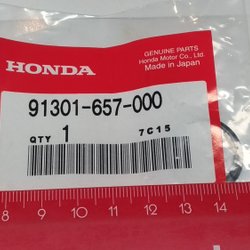 GENUINE PARTS
Honda Motor Co., Ltd.
Made in Japan
HONDA
91301-657-000
QTY 1 7C15
8 9 10 11 12 13 14